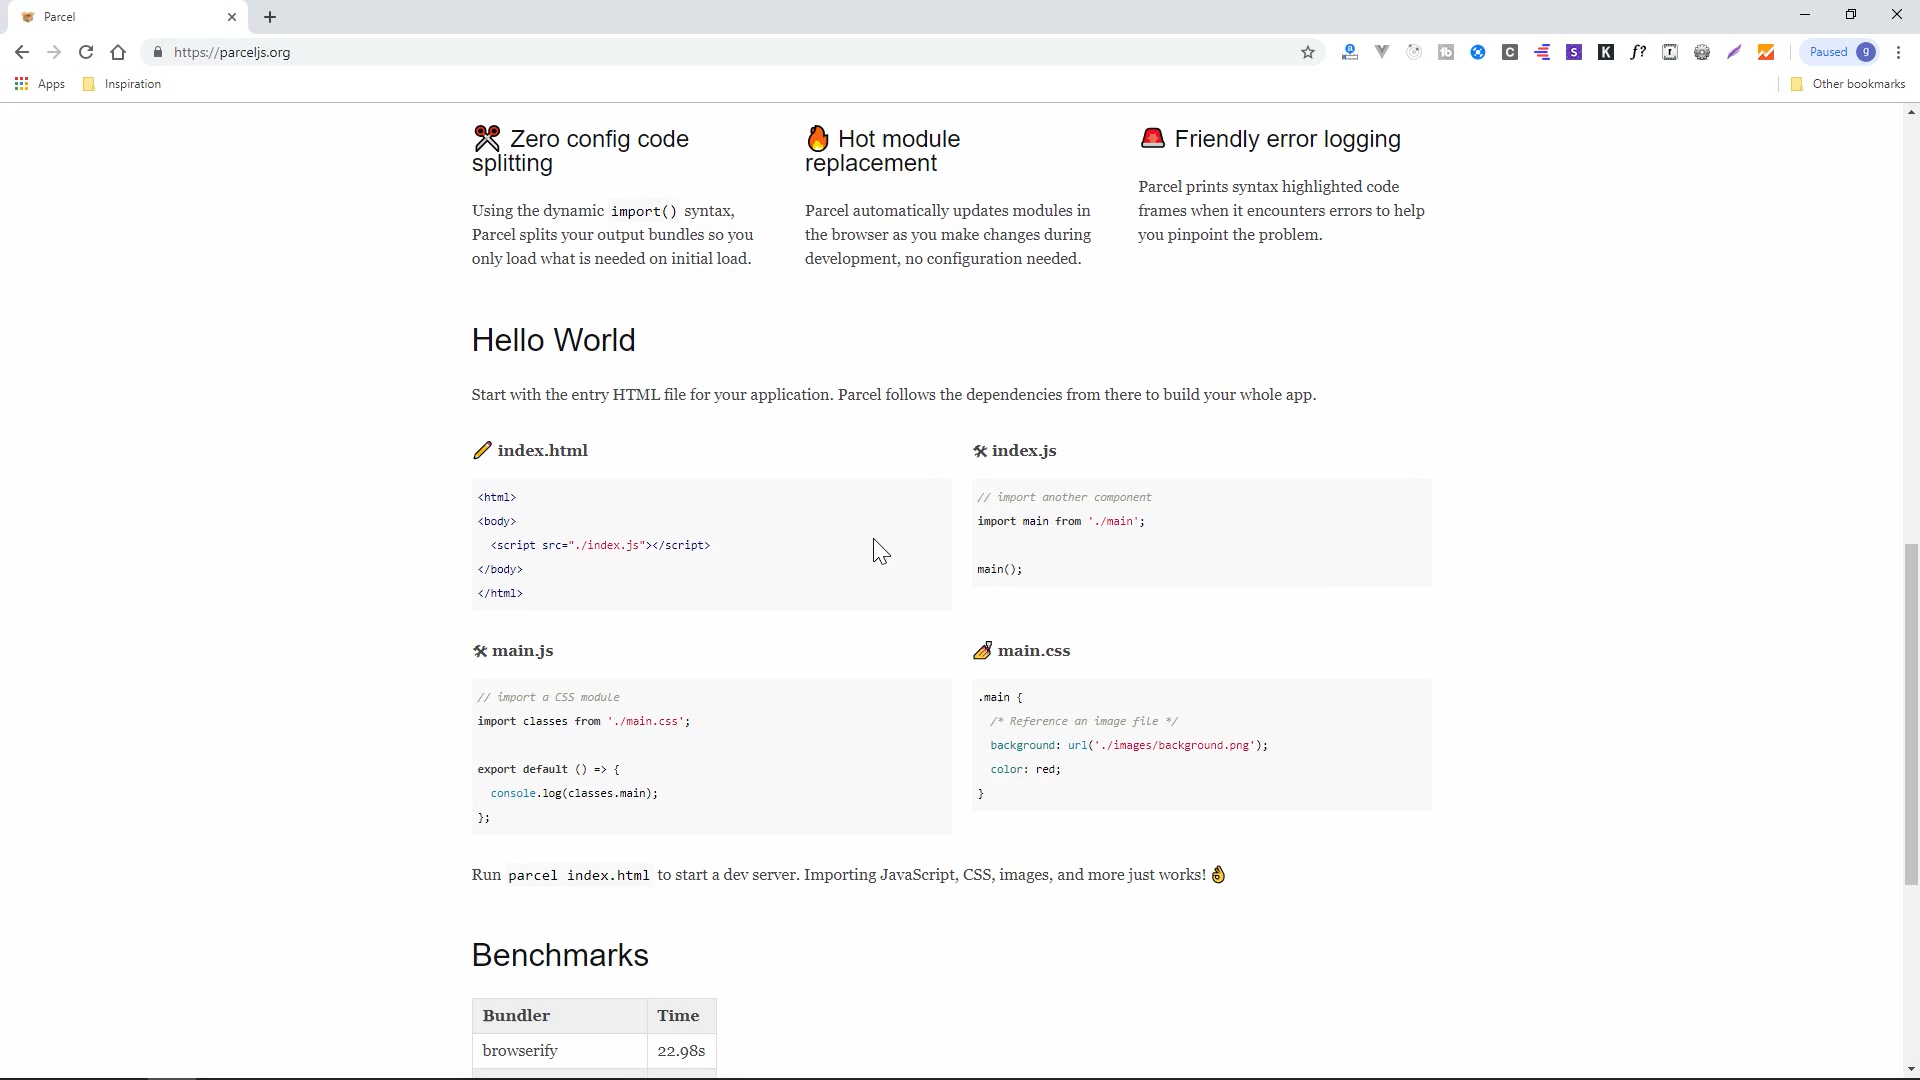 Parcel
https://parceljs.org
Paused g
Apps
Inspiration
Other bookmarks
Zero config code
splitting
Using the dynamic import() syntax,
Parcel splits your output bundles so you
only load what is needed on initial load.
Hot module
replacement
Parcel automatically updates modules in
the browser as you make changes during
development, no configuration needed.
Friendly error logging
Parcel prints syntax highlighted code
frames when it encounters errors to help
you pinpoint the problem.
Hello World
Start with the entry HTML file for your application. Parcel follows the dependencies from there to build your whole app.
index.html
<html>
<body>
<script src="./index.js"></script>
</body>
</html>
index.js
// import another component
import main from './main';
main();
main.js
// import a CSS module
import classes from './main.css';
export default () => {
console.log(classes.main);
};
main.css
.main {
/* Reference an image file */
background: url('./images/background.png');
color: red;
}
Run parcel index.html to start a dev server. Importing JavaScript, CSS, images, and more just works! 👌
Benchmarks
Bundler Time
browserify 22.98s